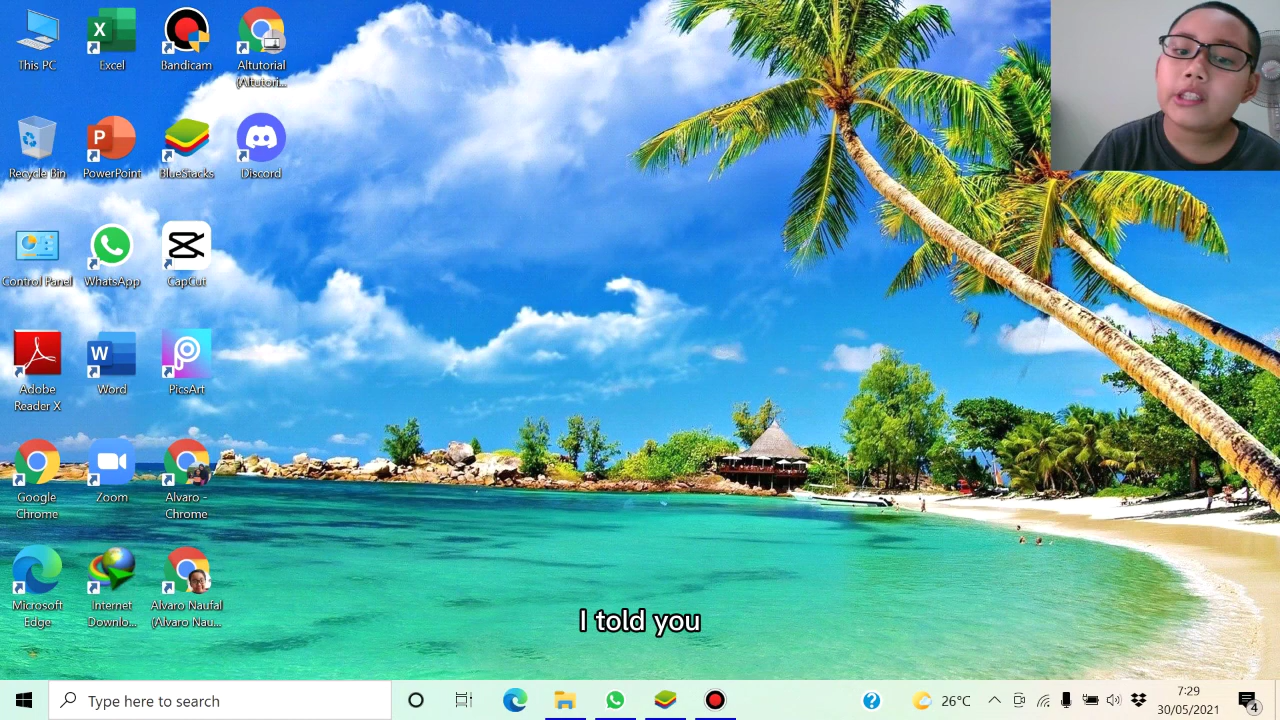 This PC
Excel
Bandicam
Altutorial
(Altutori...
Recycle Bin
PowerPoint
BlueStacks
Discord
Control Panel
WhatsApp
CapCut
Adobe
Reader X
Word
PicsArt
Google
Chrome
Zoom
Alvaro -
Chrome
Microsoft
Edge
Internet
Downlo...
Alvaro Naufal
(Alvaro Nau...
I told you
Type here to search
26°C
7:29
30/05/2021
4